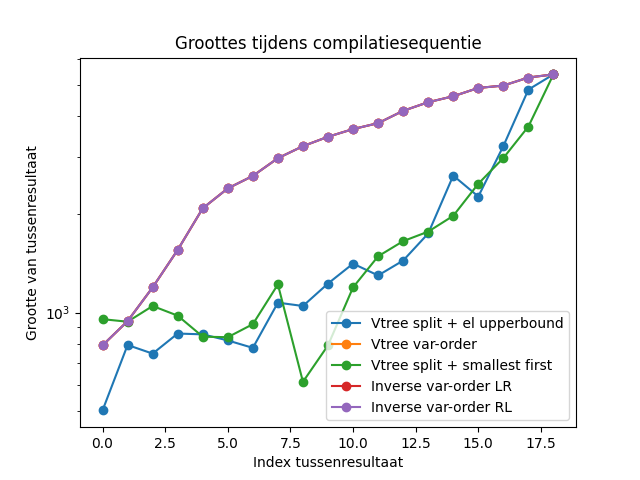 Groottes tijdens compilatiesequentie
Grootte van tussenresultaat
10³
Vtree split + el upperbound
Vtree var-order
Vtree split + smallest first
Inverse var-order LR
Inverse var-order RL
0.0 2.5 5.0 7.5 10.0 12.5 15.0 17.5
Index tussenresultaat